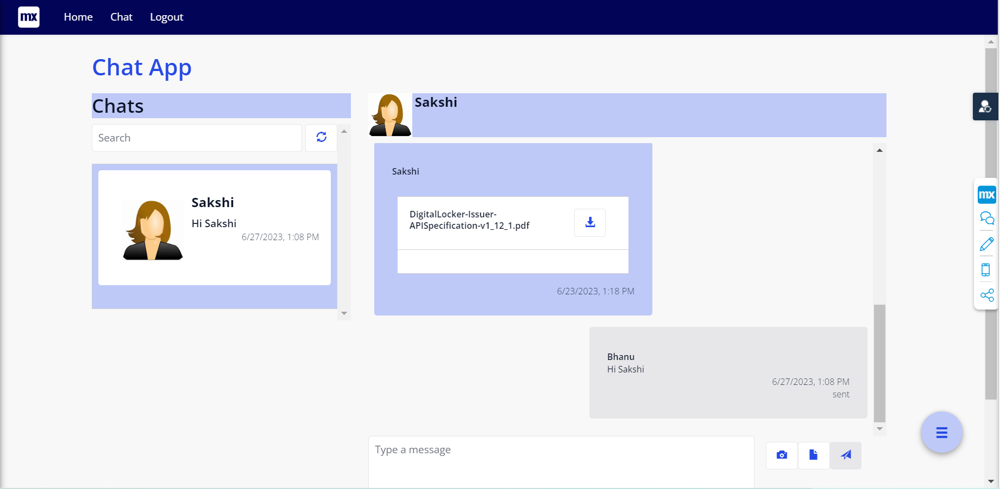 mx
Home
Chat
Logout
Chat App
Chats
Search
Sakshi
Hi Sakshi
6/27/2023, 1:08 PM
Sakshi
Sakshi
DigitalLocker-Issuer-
APISpecification-v1_12_1.pdf
6/23/2023, 1:18 PM
Bhanu
Hi Sakshi
6/27/2023, 1:08 PM
sent
Type a message
mx